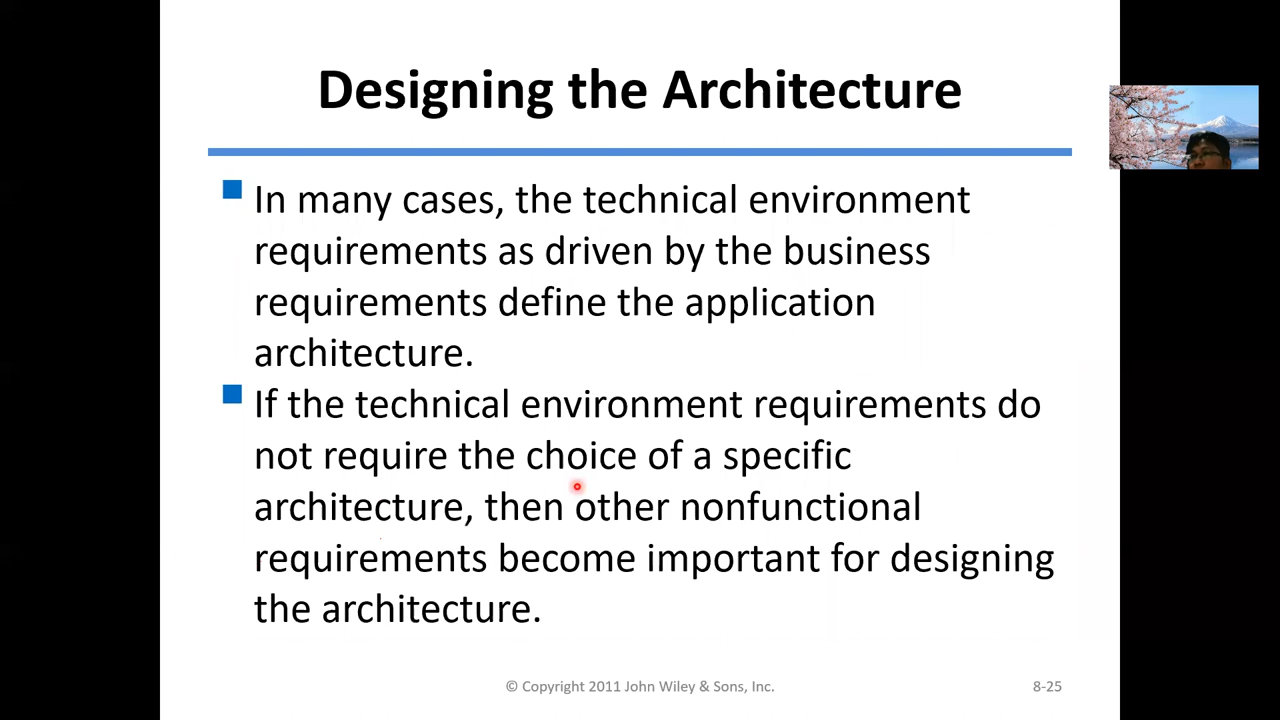 Designing the Architecture
In many cases, the technical environment
requirements as driven by the business
requirements define the application
architecture.
If the technical environment requirements do
not require the choice of a specific
architecture, then other nonfunctional
requirements become important for designing
the architecture.
© Copyright 2011 John Wiley & Sons, Inc.
8-25